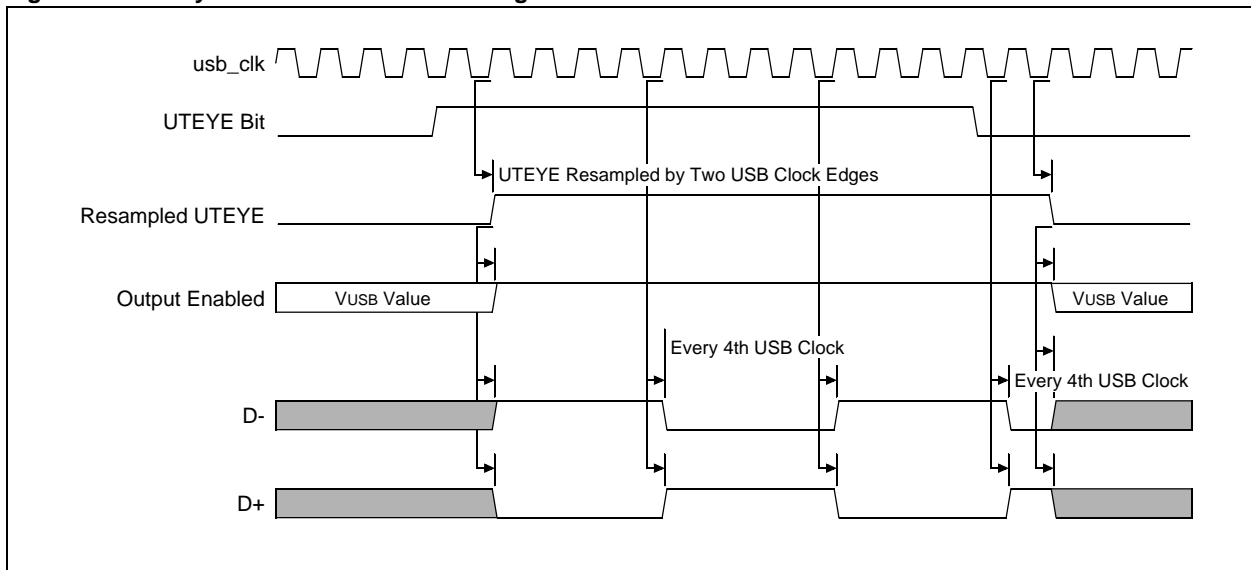 usb_clk
UTEYE Bit
UTEYE Resampled by Two USB Clock Edges
Resampled UTEYE
Output Enabled
VUSB Value
VUSB Value
Every 4th USB Clock
Every 4th USB Clock
D-
D+